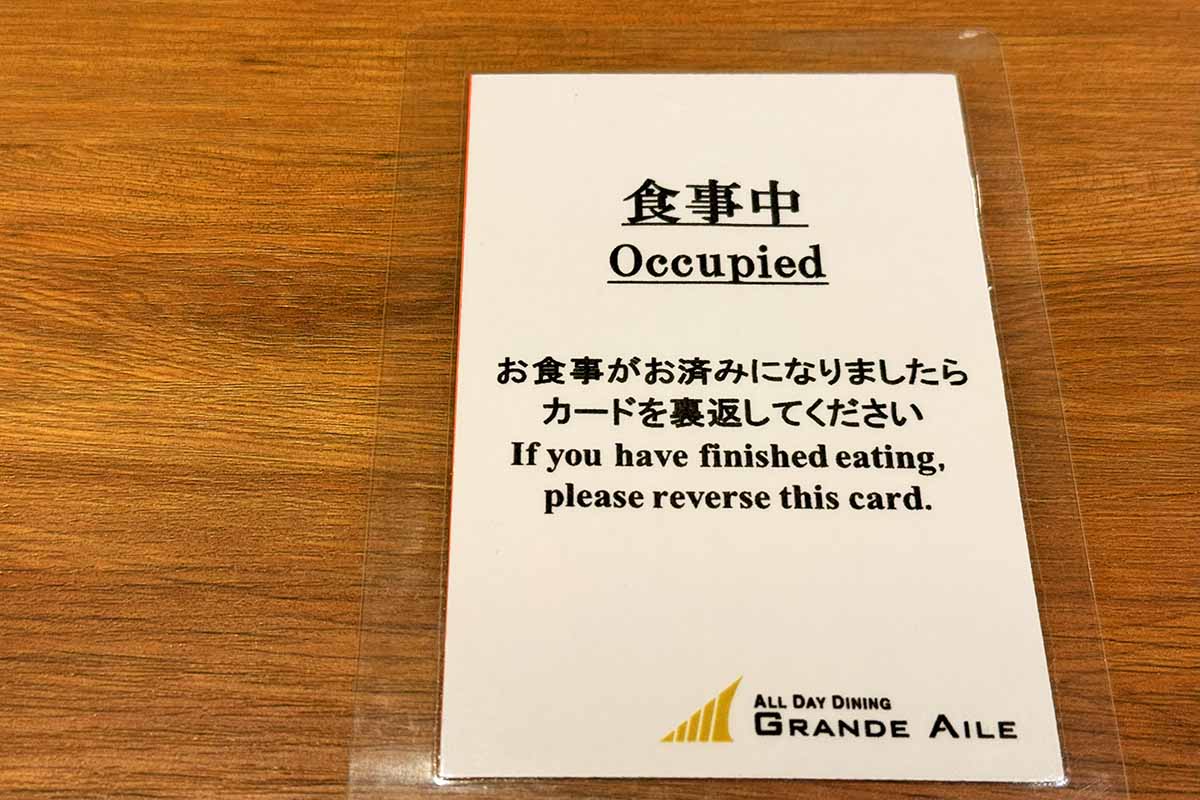 食事中
Occupied
お食事がお済みになりましたら
カードを裏返してください
If you have finished eating,
please reverse this card.
ALL DAY DINING
GRANDE AILE